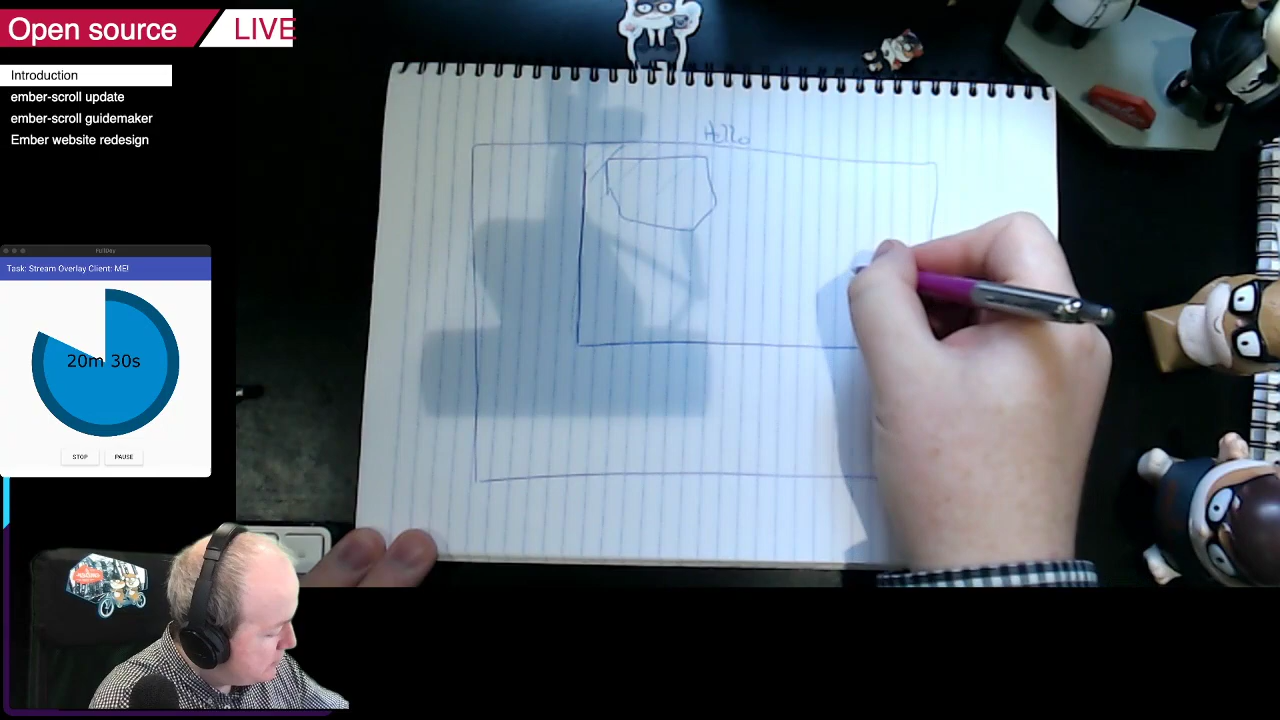 Open source LIVE
Introduction
ember-scroll update
ember-scroll guidemaker
Ember website redesign
Task: Stream Overlay Client: ME!
20m 30s
STOP PAUSE
Hello